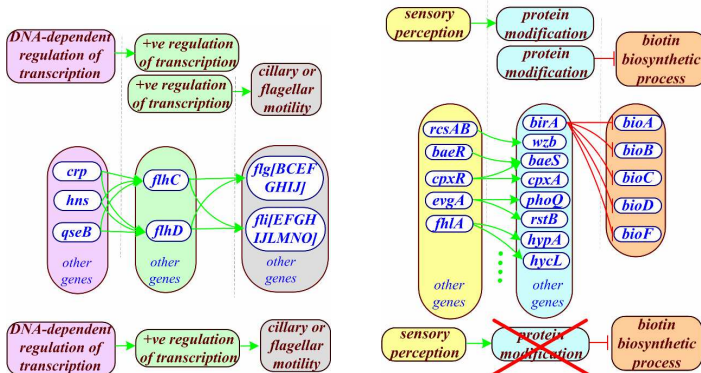 DNA-dependent
regulation of
transcription
+ve regulation
of transcription
+ve regulation
of transcription
cillary or
flagellar
motility
crp
hns
qseB
other
genes
flhC
flhD
other
genes
flg[BCEF
GHIJ]
fli[EFGH
IJLMNO]
other
genes
DNA-dependent
regulation of
transcription
+ve regulation
of transcription
cillary or
flagellar
motility
sensory
perception
protein
modification
protein
modification
biotin
biosynthetic
process
rcsAB
baeR
cpxR
evgA
fhlA
other
genes
birA
wzb
baeS
cpxA
phoQ
rstB
hypA
hycL
other
genes
bioA
bioB
bioC
bioD
bioF
sensory
perception
protein
modification
biotin
biosynthetic
process